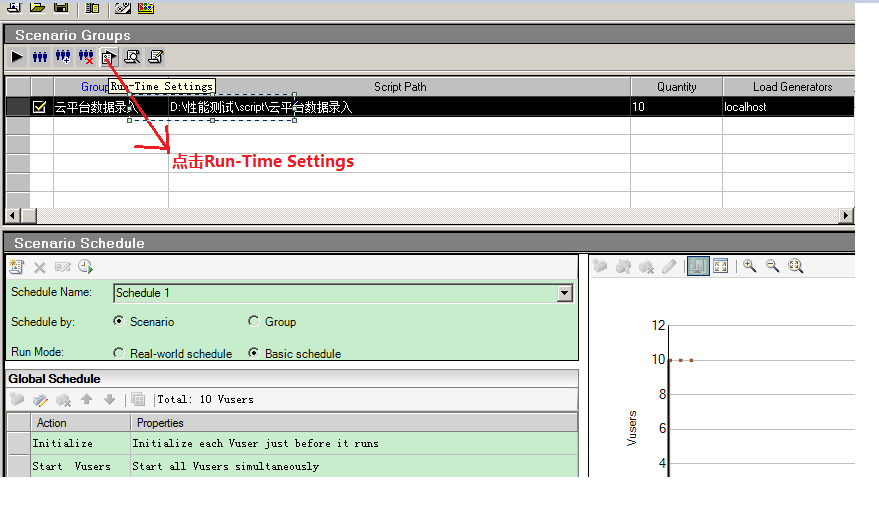 Scenario Groups
Group
Script Path
Quantity
Load Generators
Run-Time Settings
云平台数据录入
D:\性能测试\script\云平台数据录入
10
localhost
点击Run-Time Settings
Scenario Schedule
Schedule Name:
Schedule 1
Schedule by:
Scenario
Group
Run Mode:
Real-world schedule
Basic schedule
Global Schedule
Total: 10 Vusers
Action
Properties
Initialize
Initialize each Vuser just before it runs
Start Vusers
Start all Vusers simultaneously
12
10
8
6
4
Vusers